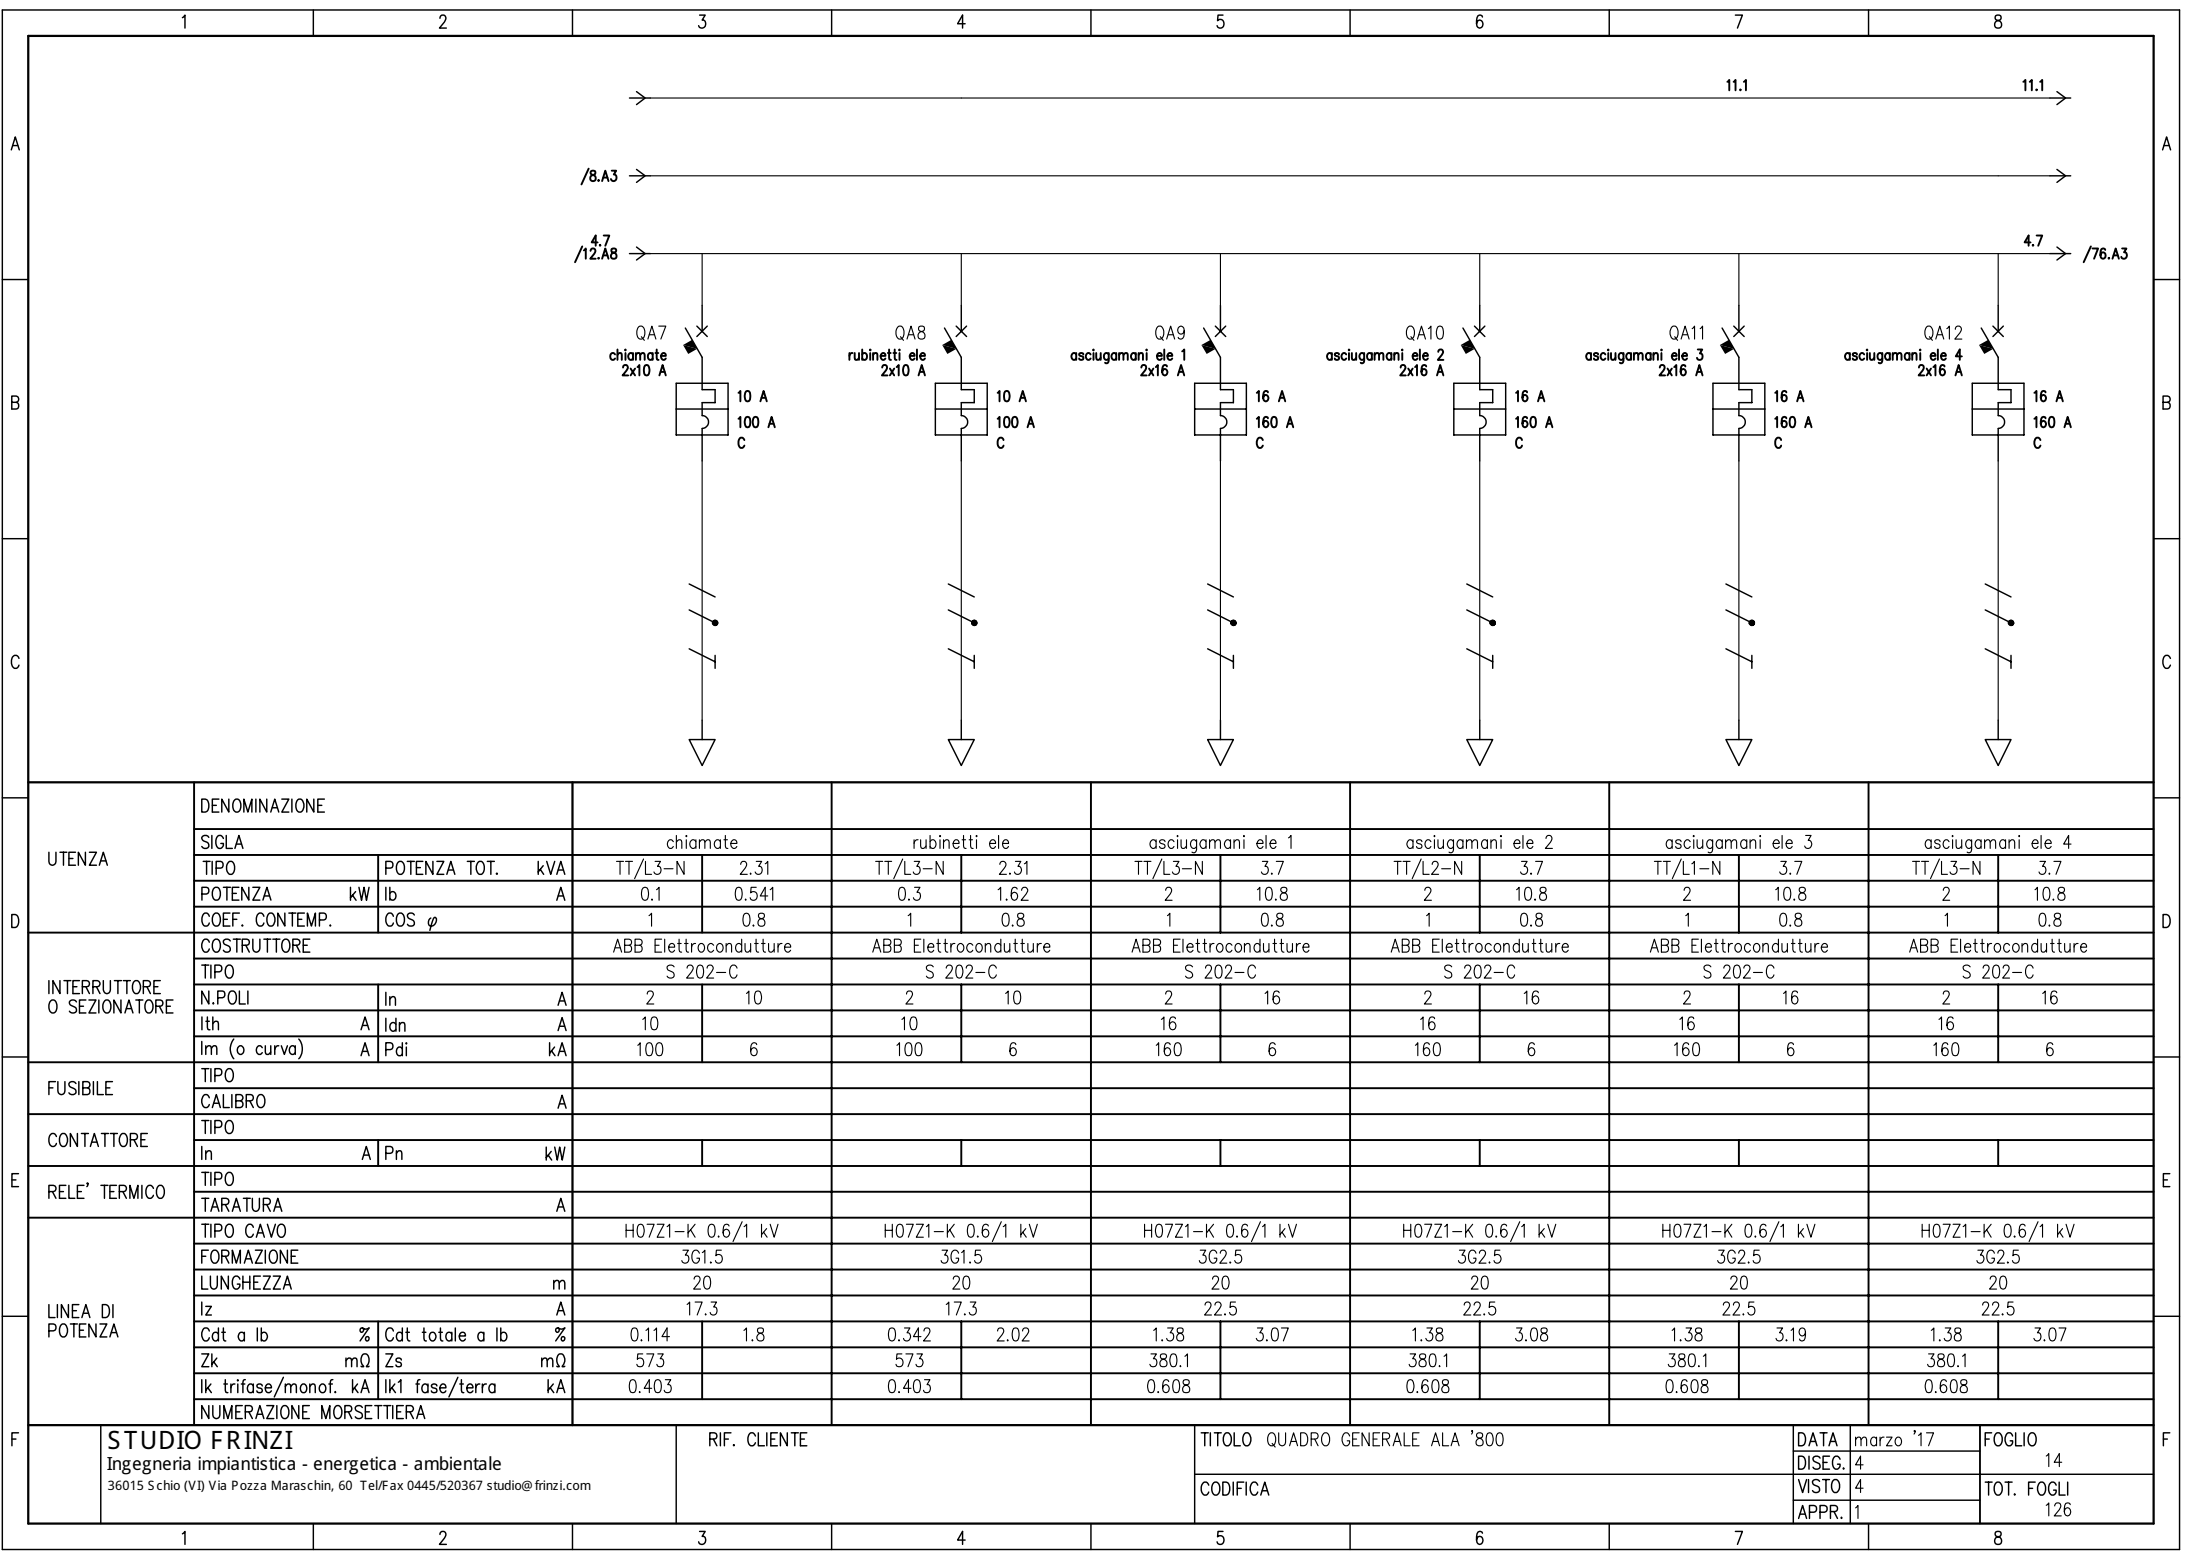 1 2 3 4 5 6 7 8
11.1 11.1
A A
/8.A3
4.7 4.7
/12.A8 /76.A3
QA7 QA8 QA9 QA10 QA11 QA12
chiamate rubinetti ele asciugamani ele 1 asciugamani ele 2 asciugamani ele 3 asciugamani ele 4
2x10 A 2x10 A 2x16 A 2x16 A 2x16 A 2x16 A
B 10 A 10 A 16 A 16 A 16 A 16 A B
100 A 100 A 160 A 160 A 160 A 160 A
C C C C C C
C C
DENOMINAZIONE
UTENZA
SIGLA chiamate rubinetti ele asciugamani ele 1 asciugamani ele 2 asciugamani ele 3 asciugamani ele 4
TIPO POTENZA TOT. kVA TT/L3-N 2.31 TT/L3-N 2.31 TT/L3-N 3.7 TT/L2-N 3.7 TT/L1-N 3.7 TT/L3-N 3.7
POTENZA kW Ib A 0.1 0.541 0.3 1.62 2 10.8 2 10.8 2 10.8 2 10.8
D COEF. CONTEMP. COS φ 1 0.8 1 0.8 1 0.8 1 0.8 1 0.8 1 0.8 D
INTERRUTTORE
O SEZIONATORE
COSTRUTTORE ABB Elettrocondutture ABB Elettrocondutture ABB Elettrocondutture ABB Elettrocondutture ABB Elettrocondutture ABB Elettrocondutture
TIPO S 202-C S 202-C S 202-C S 202-C S 202-C S 202-C
N.POLI In A 2 10 2 10 2 16 2 16 2 16 2 16
Ith A Idn A 10 10 16 16 16 16
Im (o curva) A Pdi kA 100 6 100 6 160 6 160 6 160 6 160 6
FUSIBILE
TIPO
CALIBRO A
CONTATTORE
TIPO
In A Pn kW
E RELE' TERMICO E
TIPO
TARATURA A
LINEA DI
POTENZA
TIPO CAVO H07Z1-K 0.6/1 kV H07Z1-K 0.6/1 kV H07Z1-K 0.6/1 kV H07Z1-K 0.6/1 kV H07Z1-K 0.6/1 kV H07Z1-K 0.6/1 kV
FORMAZIONE 3G1.5 3G1.5 3G2.5 3G2.5 3G2.5 3G2.5
LUNGHEZZA m 20 20 20 20 20 20
Iz A 17.3 17.3 22.5 22.5 22.5 22.5
Cdt a Ib % Cdt totale a Ib % 0.114 1.8 0.342 2.02 1.38 3.07 1.38 3.08 1.38 3.19 1.38 3.07
Zk mΩ Zs mΩ 573 573 380.1 380.1 380.1 380.1
Ik trifase/monof. kA Ik1 fase/terra kA 0.403 0.403 0.608 0.608 0.608 0.608
NUMERAZIONE MORSETTIERA
F F
STUDIO FRINZI
Ingegneria impiantistica - energetica - ambientale
36015 Schio (VI) Via Pozza Maraschin, 60 Tel/Fax 0445/520367 studio@frinzi.com
RIF. CLIENTE
TITOLO QUADRO GENERALE ALA '800
CODIFICA
DATA marzo '17
DISEG. 4
VISTO 4
APPR. 1
FOGLIO
14
TOT. FOGLI
126
1 2 3 4 5 6 7 8